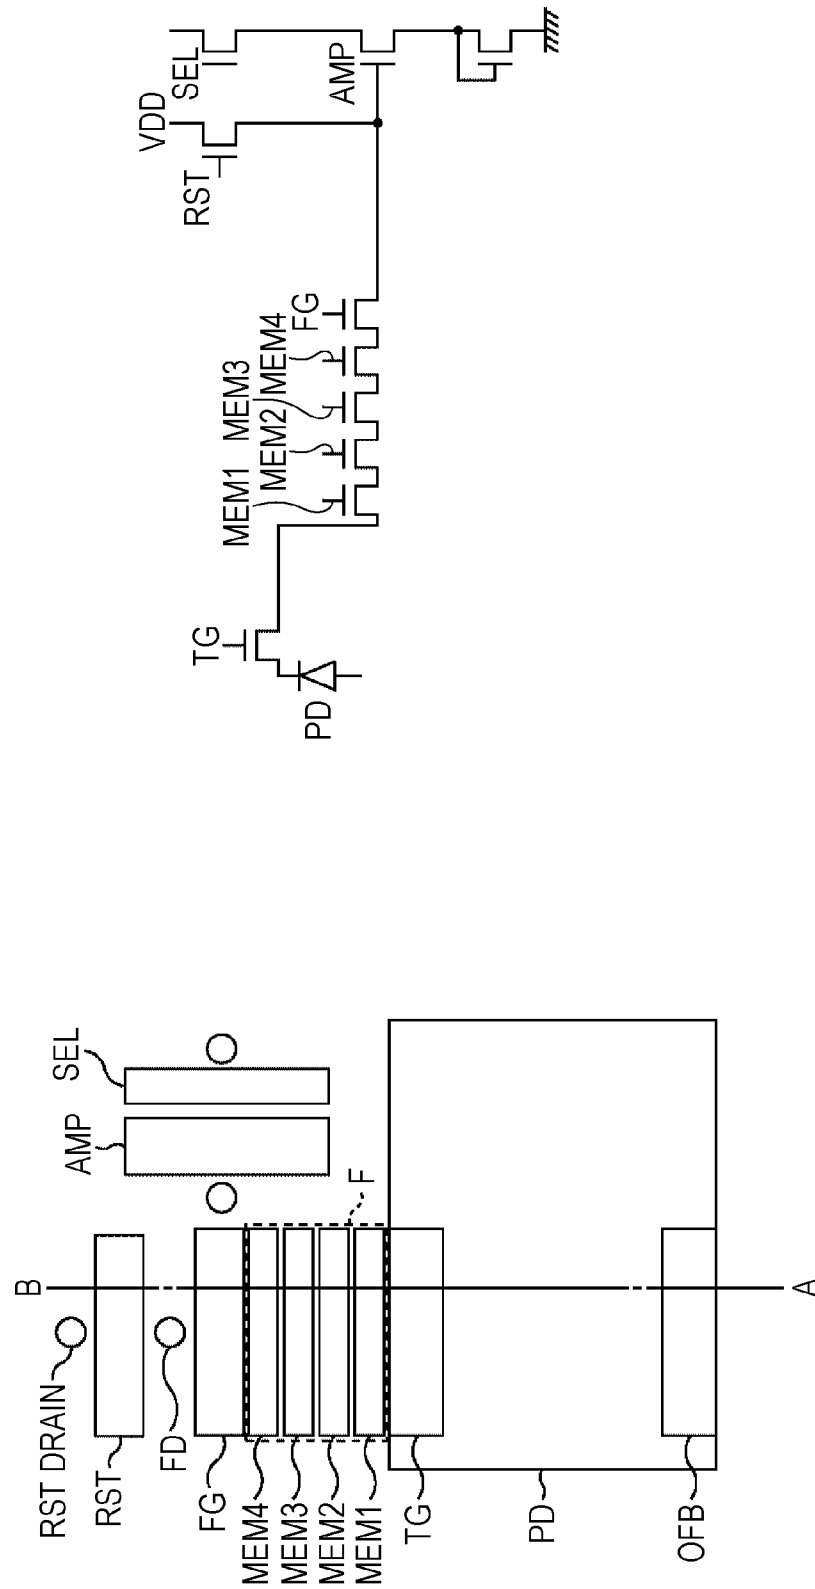 SEL
VDD
AMP
RST
FG
MEM4
MEM3
MEM2
MEM1
TG
PD
SEL
AMP
F
B
A
RST DRAIN
RST
FD
FG
MEM4
MEM3
MEM2
MEM1
TG
PD
OFB